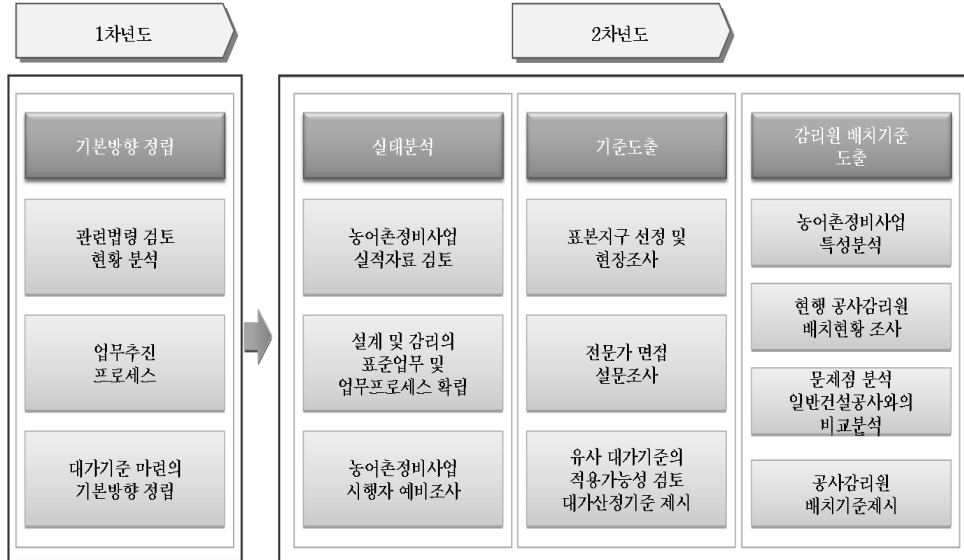 1차년도
2차년도
기본방향 정립
관련법령 검토
현황 분석
업무추진
프로세스
대가기준 마련의
기본방향 정립
실태분석
농어촌정비사업
실적자료 검토
설계 및 감리의
표준업무 및
업무프로세스 확립
농어촌정비사업
시행자 예비조사
기준도출
표본지구 선정 및
현장조사
전문가 면접
설문조사
유사 대가기준의
적용가능성 검토
대가산정기준 제시
감리원 배치기준
도출
농어촌정비사업
특성분석
현행 공사감리원
배치현황 조사
문제점 분석
일반건설공사와의
비교분석
공사감리원
배치기준제시